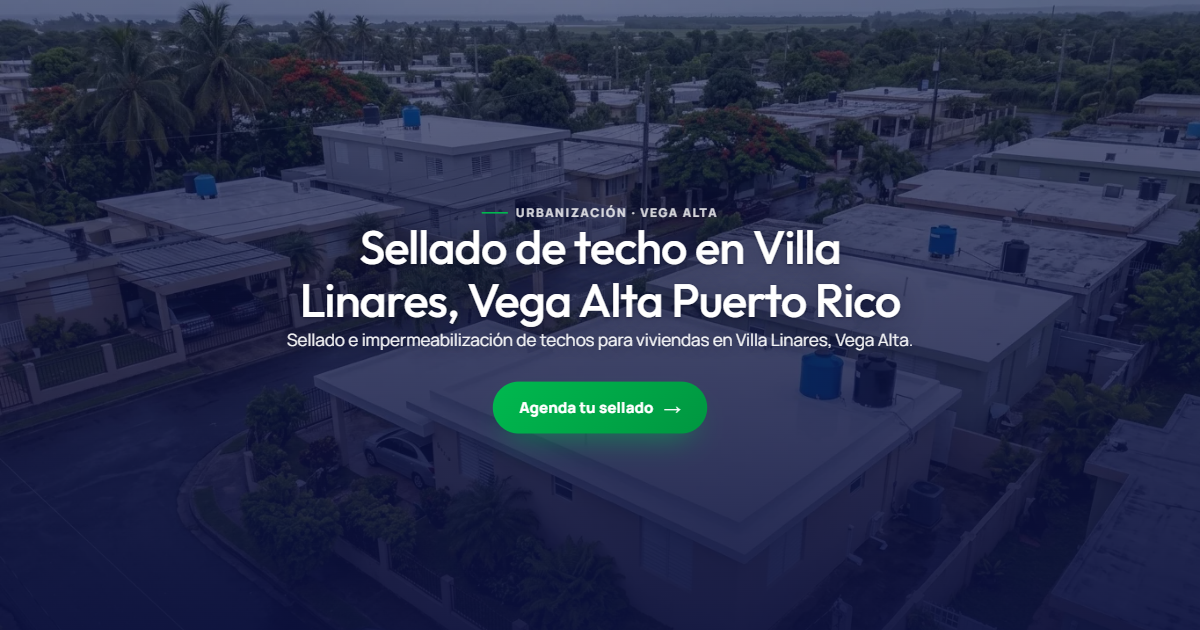 URBANIZACIÓN · VEGA ALTA
Sellado de techo en Villa
Linares, Vega Alta Puerto Rico
Sellado e impermeabilización de techos para viviendas en Villa Linares, Vega Alta.
Agenda tu sellado →